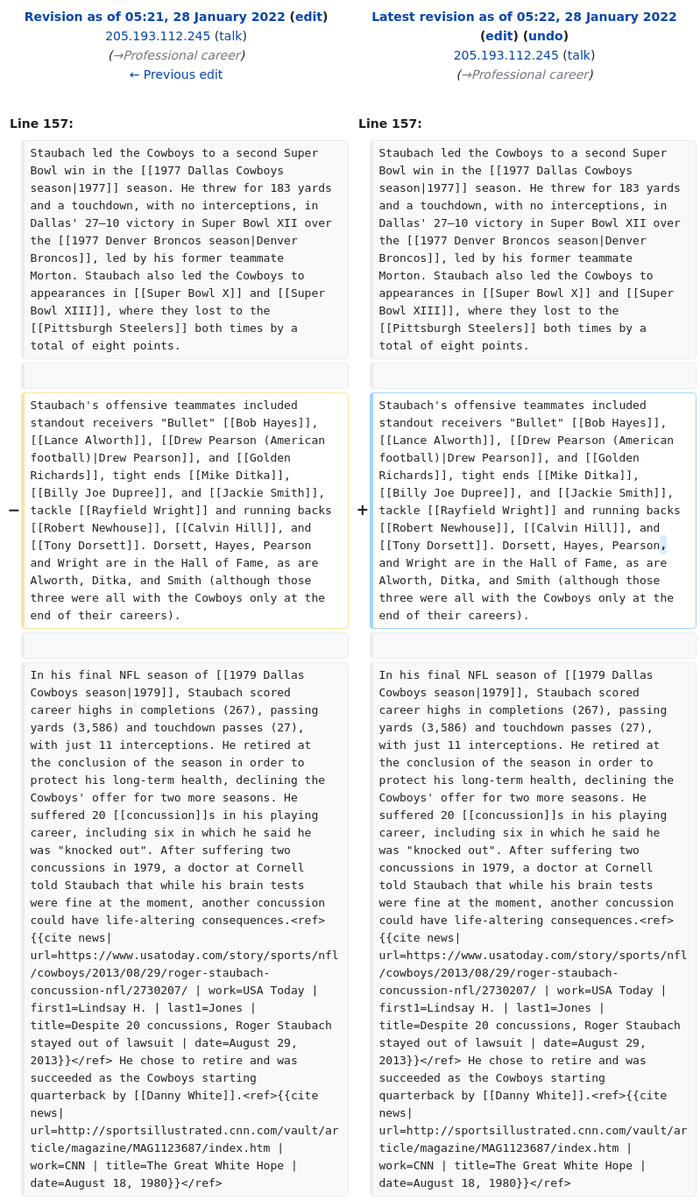 Revision as of 05:21, 28 January 2022 (edit)
205.193.112.245 (talk)
(→Professional career)
← Previous edit
Latest revision as of 05:22, 28 January 2022
(edit) (undo)
205.193.112.245 (talk)
(→Professional career)
Line 157:
Staubach led the Cowboys to a second Super
Bowl win in the [[1977 Dallas Cowboys
season|1977]] season. He threw for 183 yards
and a touchdown, with no interceptions, in
Dallas' 27–10 victory in Super Bowl XII over
the [[1977 Denver Broncos season|Denver
Broncos]], led by his former teammate
Morton. Staubach also led the Cowboys to
appearances in [[Super Bowl X]] and [[Super
Bowl XIII]], where they lost to the
[[Pittsburgh Steelers]] both times by a
total of eight points.
Line 157:
Staubach led the Cowboys to a second Super
Bowl win in the [[1977 Dallas Cowboys
season|1977]] season. He threw for 183 yards
and a touchdown, with no interceptions, in
Dallas' 27–10 victory in Super Bowl XII over
the [[1977 Denver Broncos season|Denver
Broncos]], led by his former teammate
Morton. Staubach also led the Cowboys to
appearances in [[Super Bowl X]] and [[Super
Bowl XIII]], where they lost to the
[[Pittsburgh Steelers]] both times by a
total of eight points.
−
Staubach's offensive teammates included
standout receivers "Bullet" [[Bob Hayes]],
[[Lance Alworth]], [[Drew Pearson (American
football)|Drew Pearson]], and [[Golden
Richards]], tight ends [[Mike Ditka]],
[[Billy Joe Dupree]], and [[Jackie Smith]],
tackle [[Rayfield Wright]] and running backs
[[Robert Newhouse]], [[Calvin Hill]], and
[[Tony Dorsett]]. Dorsett, Hayes, Pearson
and Wright are in the Hall of Fame, as are
Alworth, Ditka, and Smith (although those
three were all with the Cowboys only at the
end of their careers).
+
Staubach's offensive teammates included
standout receivers "Bullet" [[Bob Hayes]],
[[Lance Alworth]], [[Drew Pearson (American
football)|Drew Pearson]], and [[Golden
Richards]], tight ends [[Mike Ditka]],
[[Billy Joe Dupree]], and [[Jackie Smith]],
tackle [[Rayfield Wright]] and running backs
[[Robert Newhouse]], [[Calvin Hill]], and
[[Tony Dorsett]]. Dorsett, Hayes, Pearson,
and Wright are in the Hall of Fame, as are
Alworth, Ditka, and Smith (although those
three were all with the Cowboys only at the
end of their careers).
In his final NFL season of [[1979 Dallas
Cowboys season|1979]], Staubach scored
career highs in completions (267), passing
yards (3,586) and touchdown passes (27),
with just 11 interceptions. He retired at
the conclusion of the season in order to
protect his long-term health, declining the
Cowboys' offer for two more seasons. He
suffered 20 [[concussion]]s in his playing
career, including six in which he said he
was "knocked out". After suffering two
concussions in 1979, a doctor at Cornell
told Staubach that while his brain tests
were fine at the moment, another concussion
could have life-altering consequences.<ref>
{{cite news|
url=https://www.usatoday.com/story/sports/nfl
/cowboys/2013/08/29/roger-staubach-
concussion-nfl/2730207/ | work=USA Today |
first1=Lindsay H. | last1=Jones |
title=Despite 20 concussions, Roger Staubach
stayed out of lawsuit | date=August 29,
2013}}</ref> He chose to retire and was
succeeded as the Cowboys starting
quarterback by [[Danny White]].<ref>{{cite
news|
url=http://sportsillustrated.cnn.com/vault/ar
ticle/magazine/MAG1123687/index.htm |
work=CNN | title=The Great White Hope |
date=August 18, 1980}}</ref>
In his final NFL season of [[1979 Dallas
Cowboys season|1979]], Staubach scored
career highs in completions (267), passing
yards (3,586) and touchdown passes (27),
with just 11 interceptions. He retired at
the conclusion of the season in order to
protect his long-term health, declining the
Cowboys' offer for two more seasons. He
suffered 20 [[concussion]]s in his playing
career, including six in which he said he
was "knocked out". After suffering two
concussions in 1979, a doctor at Cornell
told Staubach that while his brain tests
were fine at the moment, another concussion
could have life-altering consequences.<ref>
{{cite news|
url=https://www.usatoday.com/story/sports/nfl
/cowboys/2013/08/29/roger-staubach-
concussion-nfl/2730207/ | work=USA Today |
first1=Lindsay H. | last1=Jones |
title=Despite 20 concussions, Roger Staubach
stayed out of lawsuit | date=August 29,
2013}}</ref> He chose to retire and was
succeeded as the Cowboys starting
quarterback by [[Danny White]].<ref>{{cite
news|
url=http://sportsillustrated.cnn.com/vault/ar
ticle/magazine/MAG1123687/index.htm |
work=CNN | title=The Great White Hope |
date=August 18, 1980}}</ref>